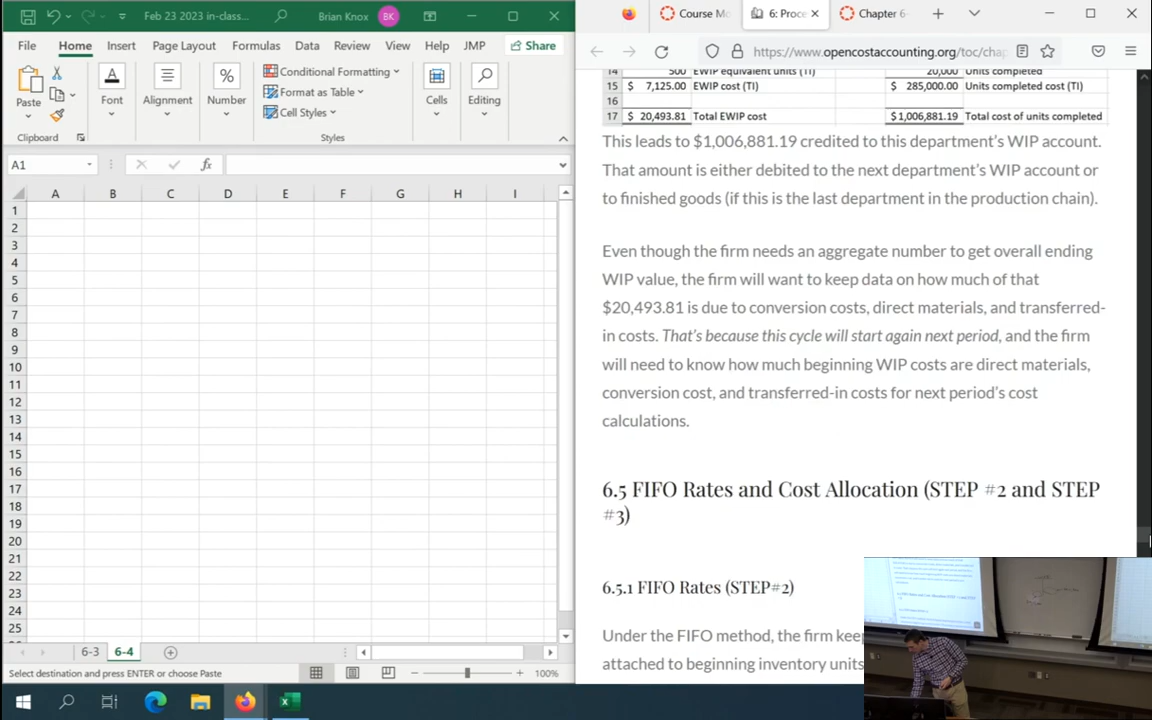 Feb 23 2023 in-class...
Brian Knox
BK
File Home Insert Page Layout Formulas Data Review View Help JMP Share
Paste
Clipboard
Font
Alignment
Number
Conditional Formatting
Format as Table
Cell Styles
Styles
Cells
Editing
A1
fx
A B C D E F G H I
1
2
3
4
5
6
7
8
9
10
11
12
13
14
15
16
17
18
19
20
21
22
23
24
25
6-3 6-4
Select destination and press ENTER or choose Paste
100%
Course Mo
6: Proce
Chapter 6
https://www.opencostaccounting.org/toc/chap
14 500 EWIP equivalent units (TI) 20,000 Units completed
15 $ 7,125.00 EWIP cost (TI) $ 285,000.00 Units completed cost (TI)
16
17 $ 20,493.81 Total EWIP cost $1,006,881.19 Total cost of units completed
This leads to $1,006,881.19 credited to this department's WIP account.
That amount is either debited to the next department's WIP account or
to finished goods (if this is the last department in the production chain).
Even though the firm needs an aggregate number to get overall ending
WIP value, the firm will want to keep data on how much of that
$20,493.81 is due to conversion costs, direct materials, and transferred-
in costs. That's because this cycle will start again next period, and the firm
will need to know how much beginning WIP costs are direct materials,
conversion cost, and transferred-in costs for next period's cost
calculations.
6.5 FIFO Rates and Cost Allocation (STEP #2 and STEP
#3)
6.5.1 FIFO Rates (STEP#2)
Under the FIFO method, the firm kee
attached to beginning inventory units